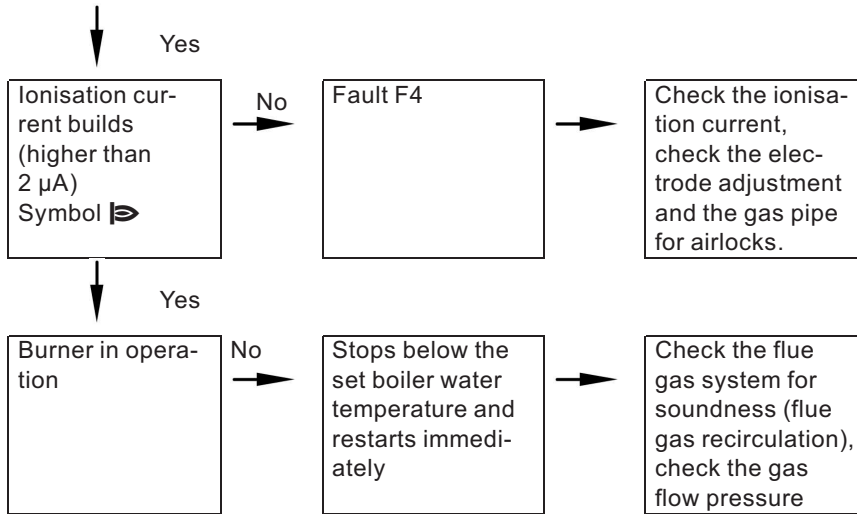 Yes
Ionisation cur-
rent builds
(higher than
2 µA)
Symbol
No
Fault F4
Check the ionisa-
tion current,
check the elec-
trode adjustment
and the gas pipe
for airlocks.
Yes
Burner in opera-
tion
No
Stops below the
set boiler water
temperature and
restarts immedi-
ately
Check the flue
gas system for
soundness (flue
gas recirculation),
check the gas
flow pressure